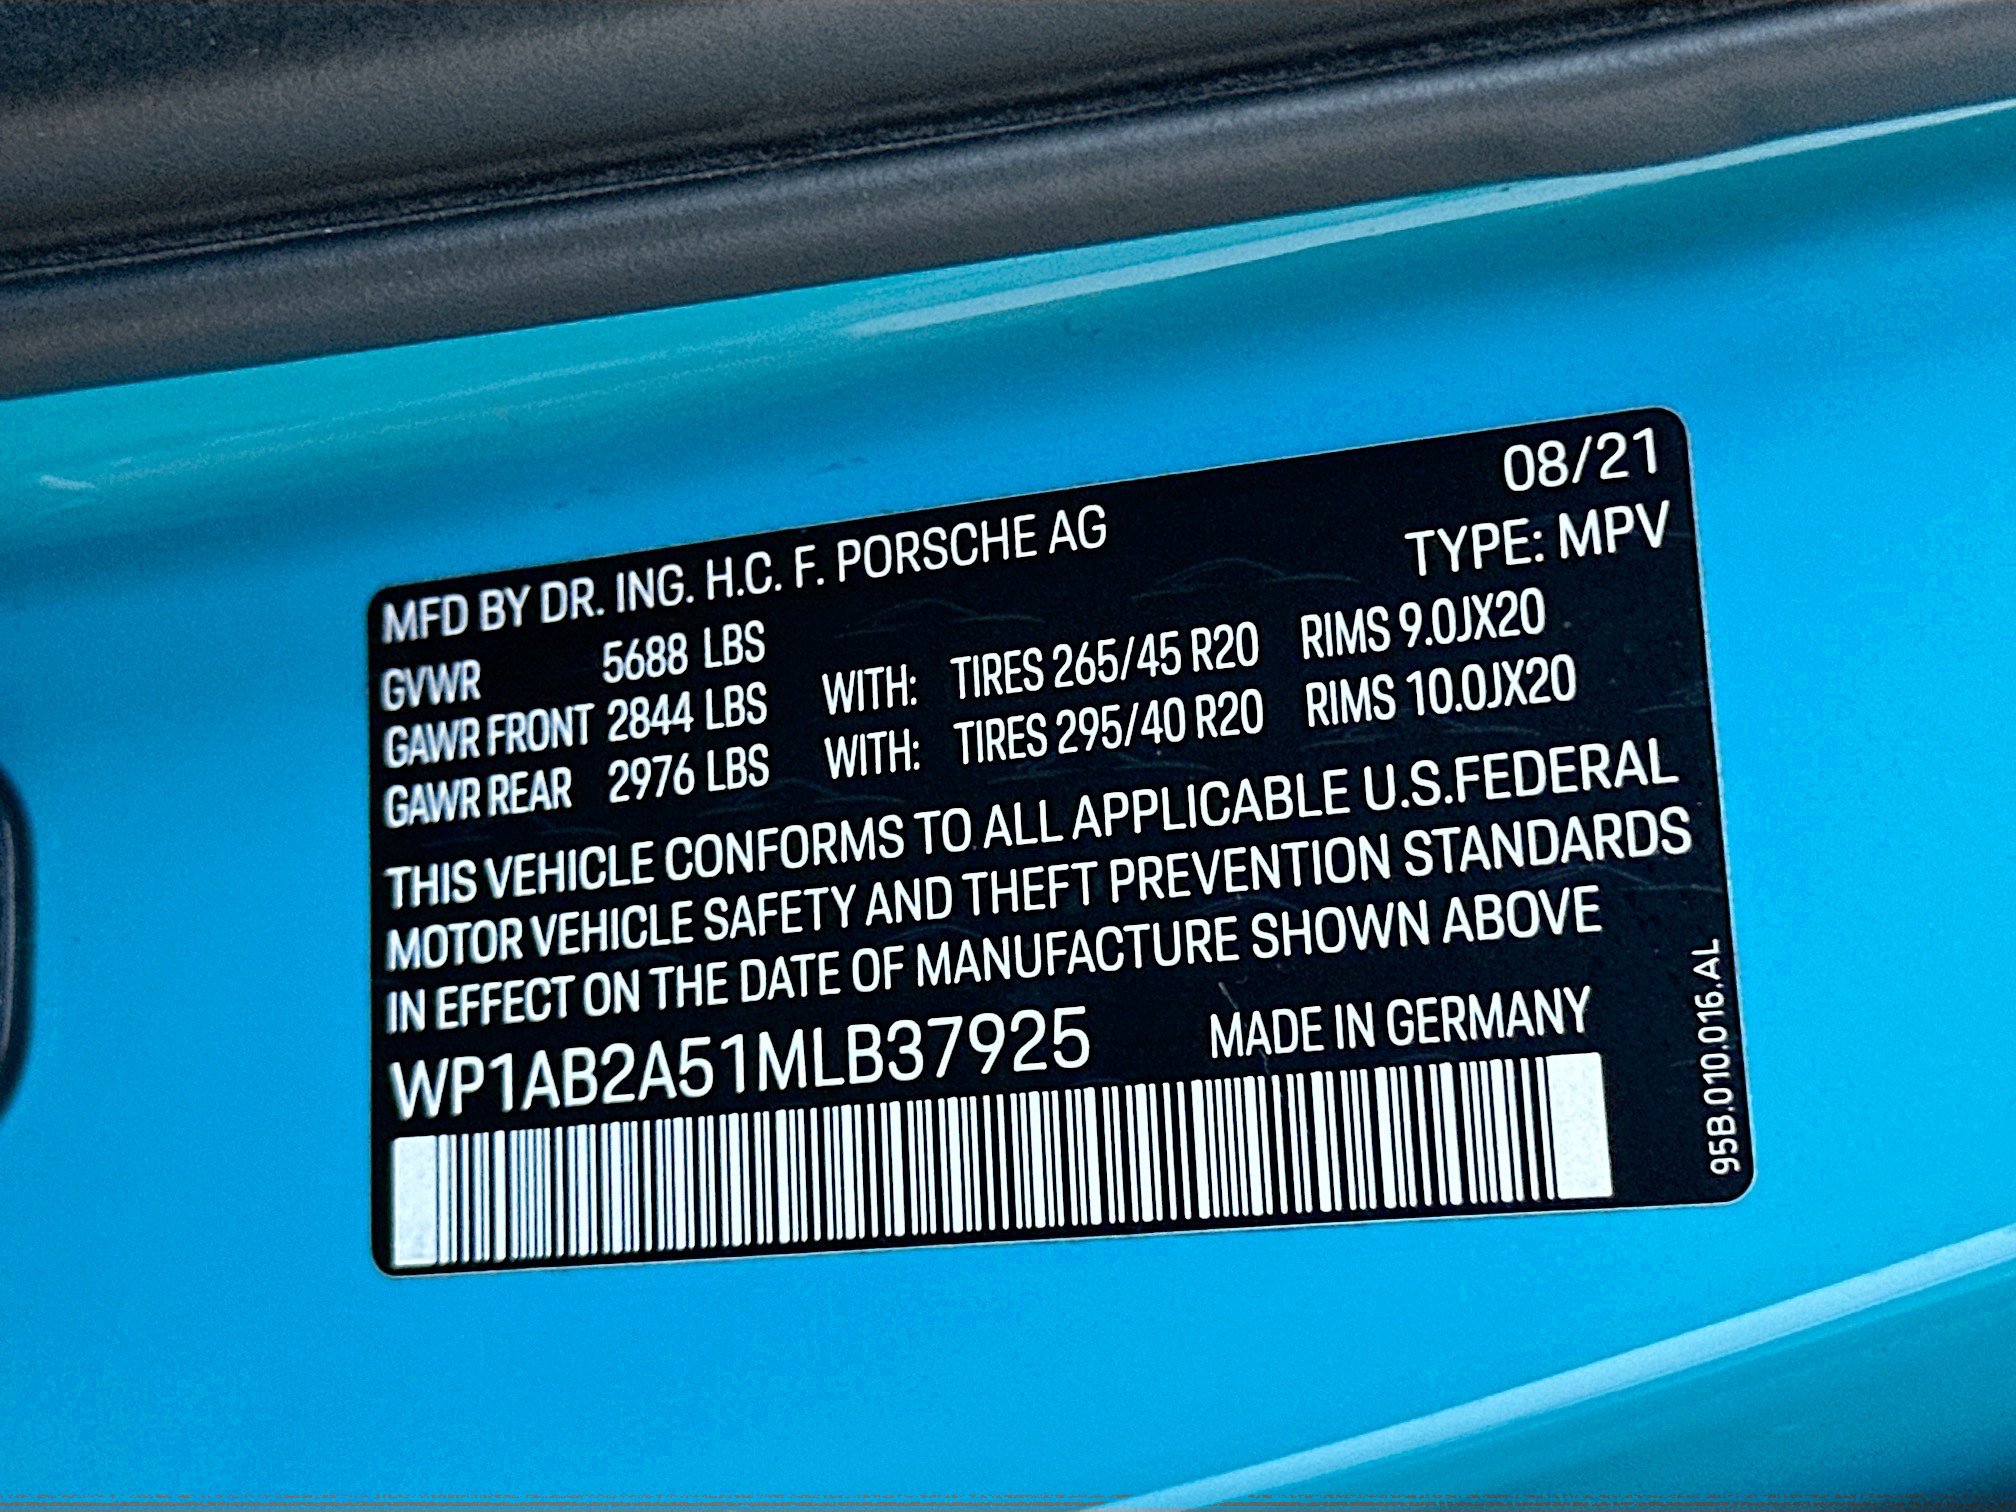 08/21
MFD BY DR. ING. H.C. F. PORSCHE AG TYPE: MPV
GVWR 5688 LBS
GAWR FRONT 2844 LBS WITH: TIRES 265/45 R20 RIMS 9.0JX20
GAWR REAR 2976 LBS WITH: TIRES 295/40 R20 RIMS 10.0JX20
THIS VEHICLE CONFORMS TO ALL APPLICABLE U.S.FEDERAL
MOTOR VEHICLE SAFETY AND THEFT PREVENTION STANDARDS
IN EFFECT ON THE DATE OF MANUFACTURE SHOWN ABOVE
WP1AB2A51MLB37925 MADE IN GERMANY
95B.010.016.AL